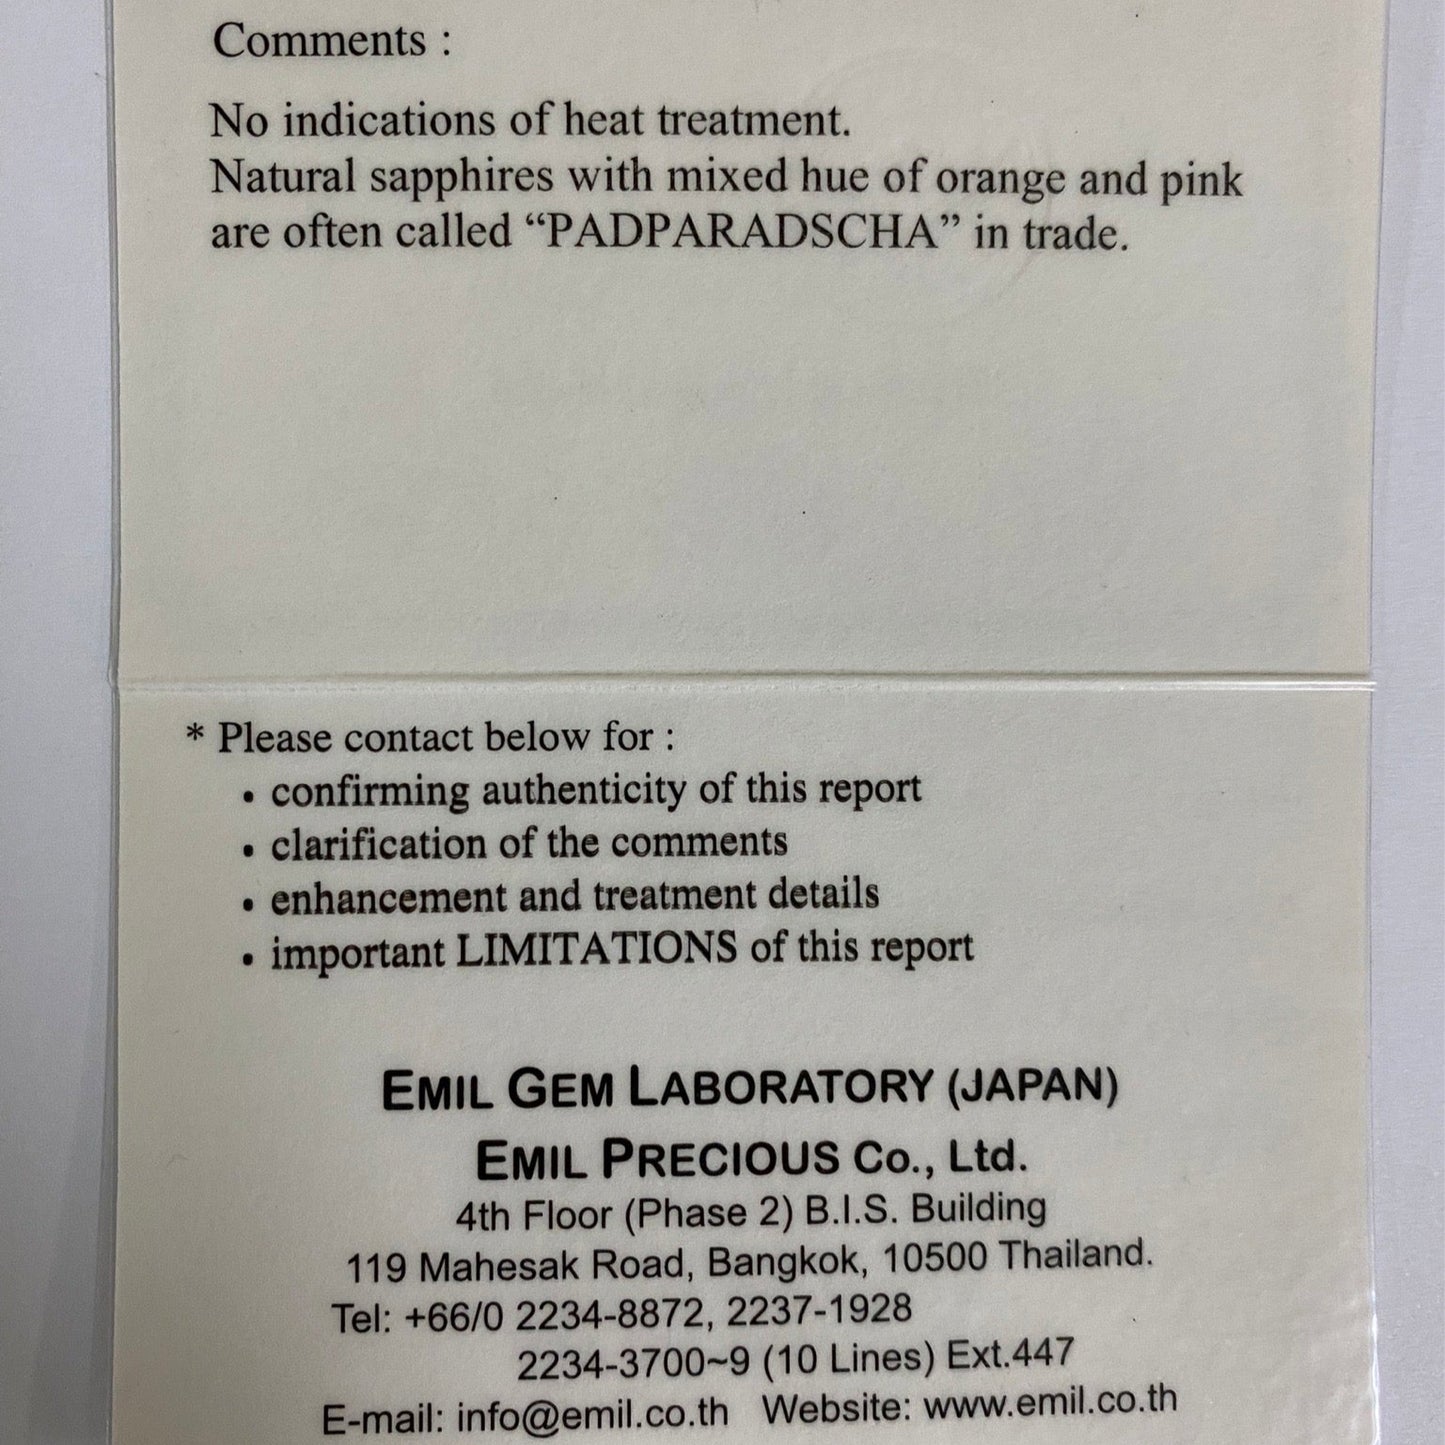 Comments :
No indications of heat treatment.
Natural sapphires with mixed hue of orange and pink
are often called “PADPARADSCHA” in trade.
* Please contact below for :
• confirming authenticity of this report
• clarification of the comments
• enhancement and treatment details
• important LIMITATIONS of this report
EMIL GEM LABORATORY (JAPAN)
EMIL PRECIOUS Co., Ltd.
4th Floor (Phase 2) B.I.S. Building
119 Mahesak Road, Bangkok, 10500 Thailand.
Tel: +66/0 2234-8872, 2237-1928
2234-3700~9 (10 Lines) Ext.447
E-mail: info@emil.co.th Website: www.emil.co.th